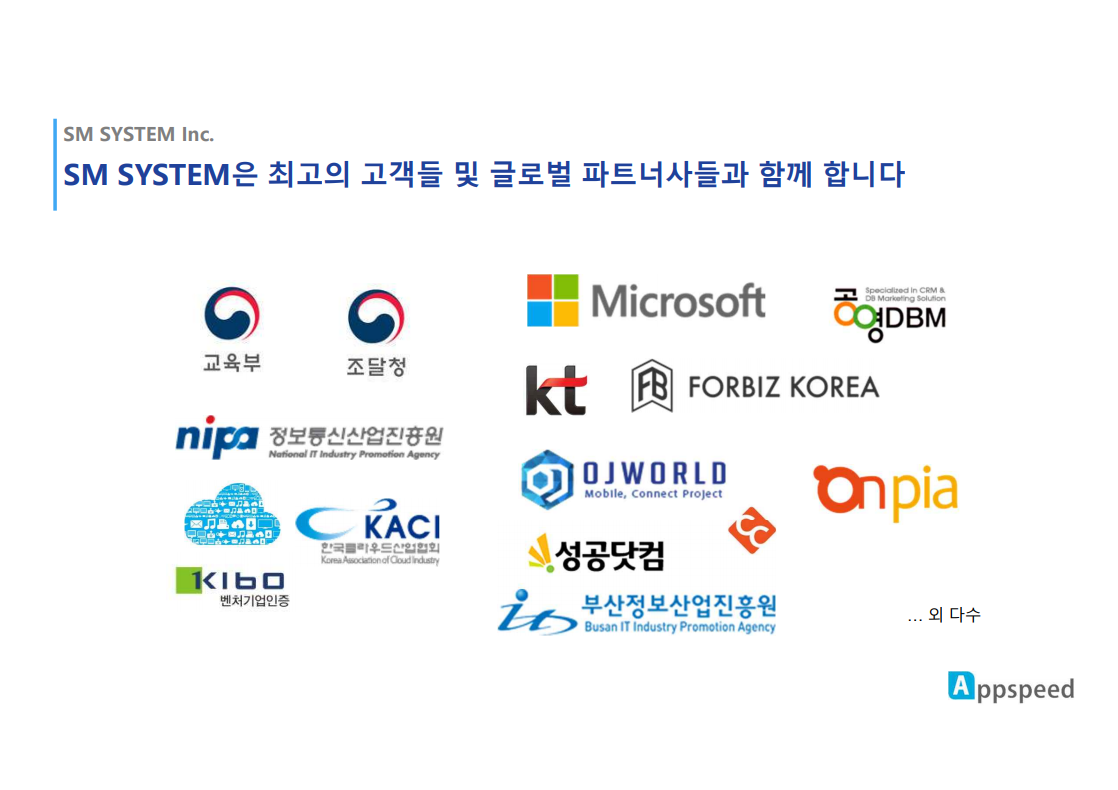 SM SYSTEM Inc.
SM SYSTEM은 최고의 고객들 및 글로벌 파트너사들과 함께 합니다
교육부
조달청
nipa 정보통신산업진흥원
National IT Industry Promotion Agency
KACI
한국클라우드산업협회
Korea Association of Cloud Industry
KIBO
벤처기업인증
Microsoft
공영DBM
Specialized In CRM &
DB Marketing Solution
kt
FB FORBIZ KOREA
OJWORLD
Mobile, Connect Project
onpia
CC
성공닷컴
부산정보산업진흥원
Busan IT Industry Promotion Agency
... 외 다수
Appspeed